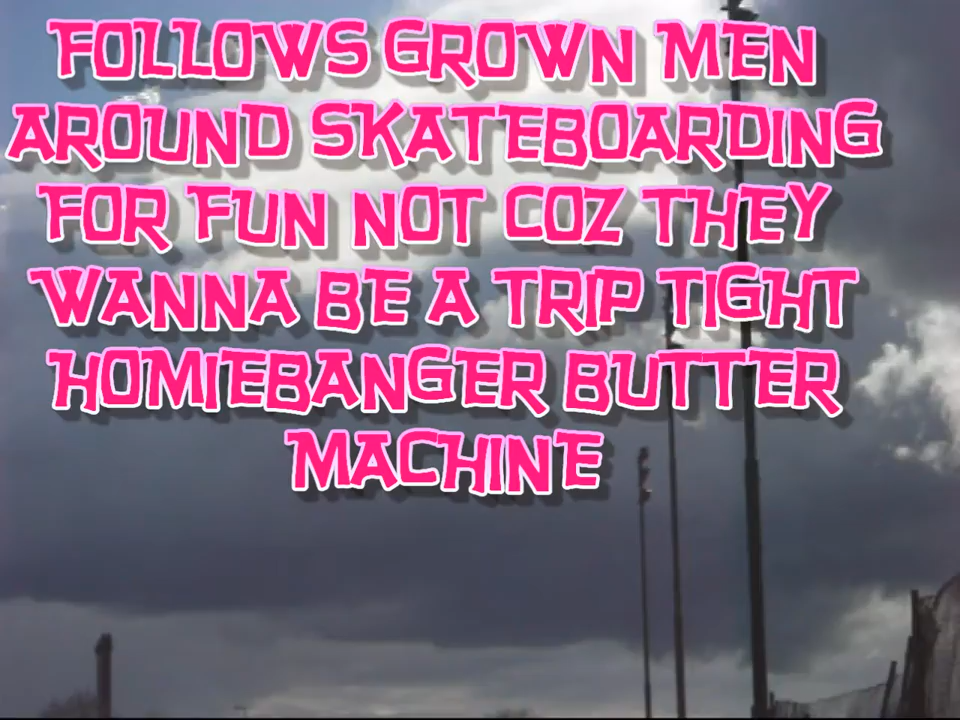 FOLLOWS GROWN MEN
AROUND SKATEBOARDING
FOR FUN NOT COZ THEY
WANNA BE A TRIP TIGHT
HOMIEBANGER BUTTER
MACHINE